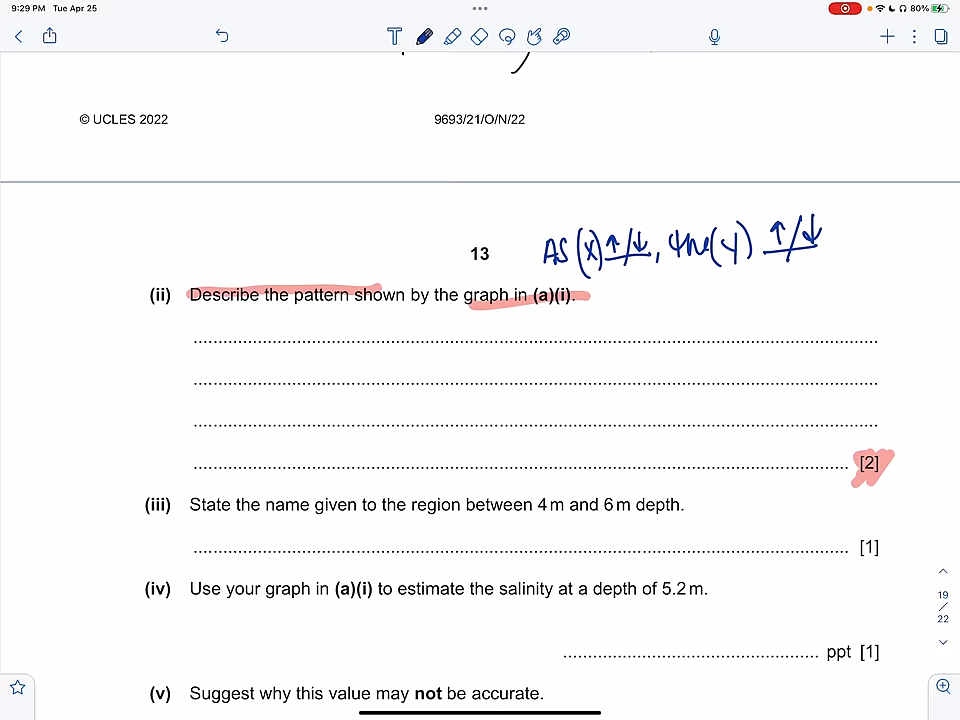 9:29 PM Tue Apr 25
80%
© UCLES 2022
9693/21/O/N/22
13
AS (X) ↑/↓, the (Y) ↑/↓
(ii) Describe the pattern shown by the graph in (a)(i).
[2]
(iii) State the name given to the region between 4 m and 6 m depth.
[1]
(iv) Use your graph in (a)(i) to estimate the salinity at a depth of 5.2 m.
ppt [1]
19
/
22
(v) Suggest why this value may not be accurate.